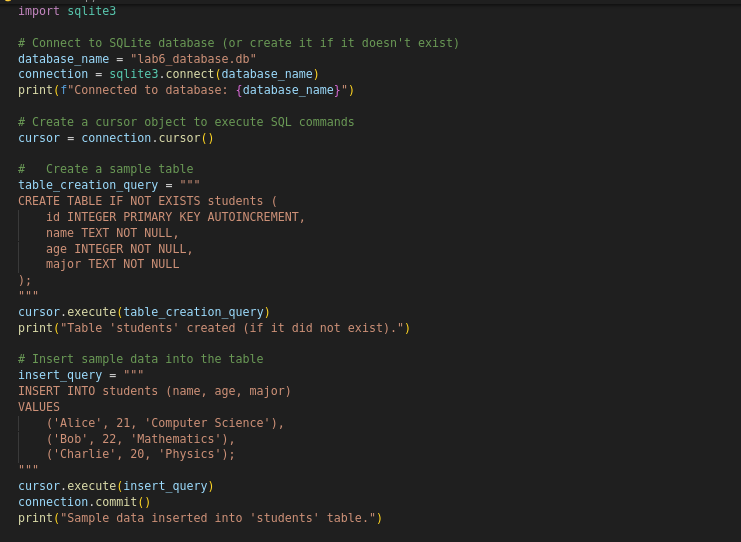 import sqlite3
# Connect to SQLite database (or create it if it doesn't exist)
database_name = "lab6_database.db"
connection = sqlite3.connect(database_name)
print(f"Connected to database: {database_name}")
# Create a cursor object to execute SQL commands
cursor = connection.cursor()
#   Create a sample table
table_creation_query = """
CREATE TABLE IF NOT EXISTS students (
    id INTEGER PRIMARY KEY AUTOINCREMENT,
    name TEXT NOT NULL,
    age INTEGER NOT NULL,
    major TEXT NOT NULL
);
"""
cursor.execute(table_creation_query)
print("Table 'students' created (if it did not exist).")
# Insert sample data into the table
insert_query = """
INSERT INTO students (name, age, major)
VALUES
    ('Alice', 21, 'Computer Science'),
    ('Bob', 22, 'Mathematics'),
    ('Charlie', 20, 'Physics');
"""
cursor.execute(insert_query)
connection.commit()
print("Sample data inserted into 'students' table.")